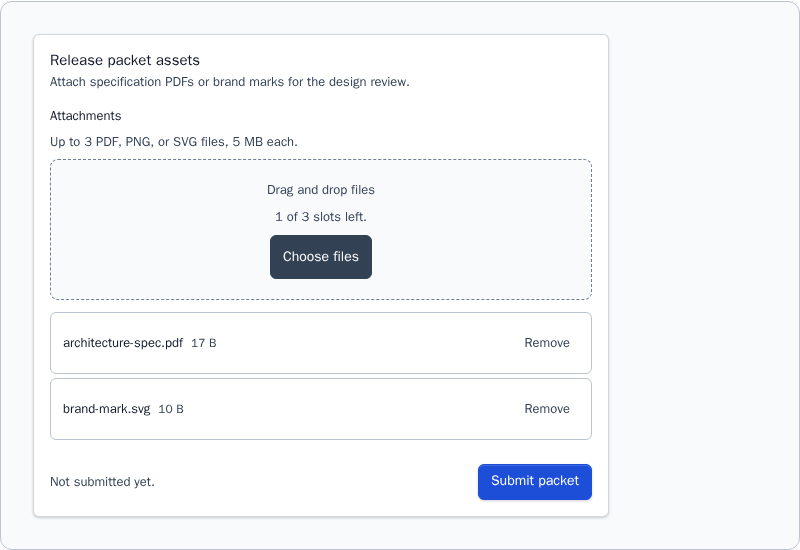 Release packet assets
Attach specification PDFs or brand marks for the design review.
Attachments
Up to 3 PDF, PNG, or SVG files, 5 MB each.
Drag and drop files
1 of 3 slots left.
Choose files
architecture-spec.pdf 17 B Remove
brand-mark.svg 10 B Remove
Not submitted yet. Submit packet